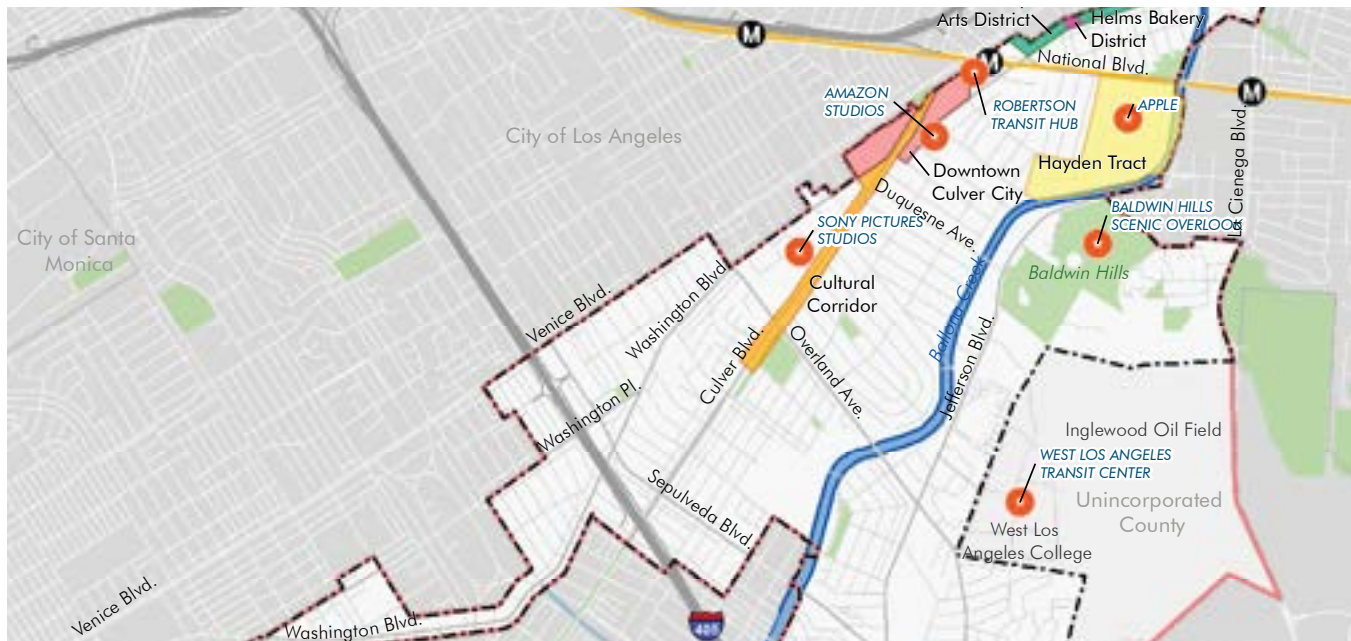 Arts District
Helms Bakery
District
M
M
National Blvd.
AMAZON
STUDIOS
ROBERTSON
TRANSIT HUB
APPLE
M
City of Los Angeles
Downtown
Culver City
Hayden Tract
La Cienega Blvd.
Duquesne Ave.
BALDWIN HILLS
SCENIC OVERLOOK
City of Santa
Monica
SONY PICTURES
STUDIOS
Baldwin Hills
Cultural
Corridor
Venice Blvd.
Washington Blvd.
Ballona Creek
Culver Blvd.
Overland Ave.
Jefferson Blvd.
Washington Pl.
Inglewood Oil Field
WEST LOS ANGELES
TRANSIT CENTER
Unincorporated
County
Sepulveda Blvd.
West Los
Angeles College
Venice Blvd.
Washington Blvd.
405